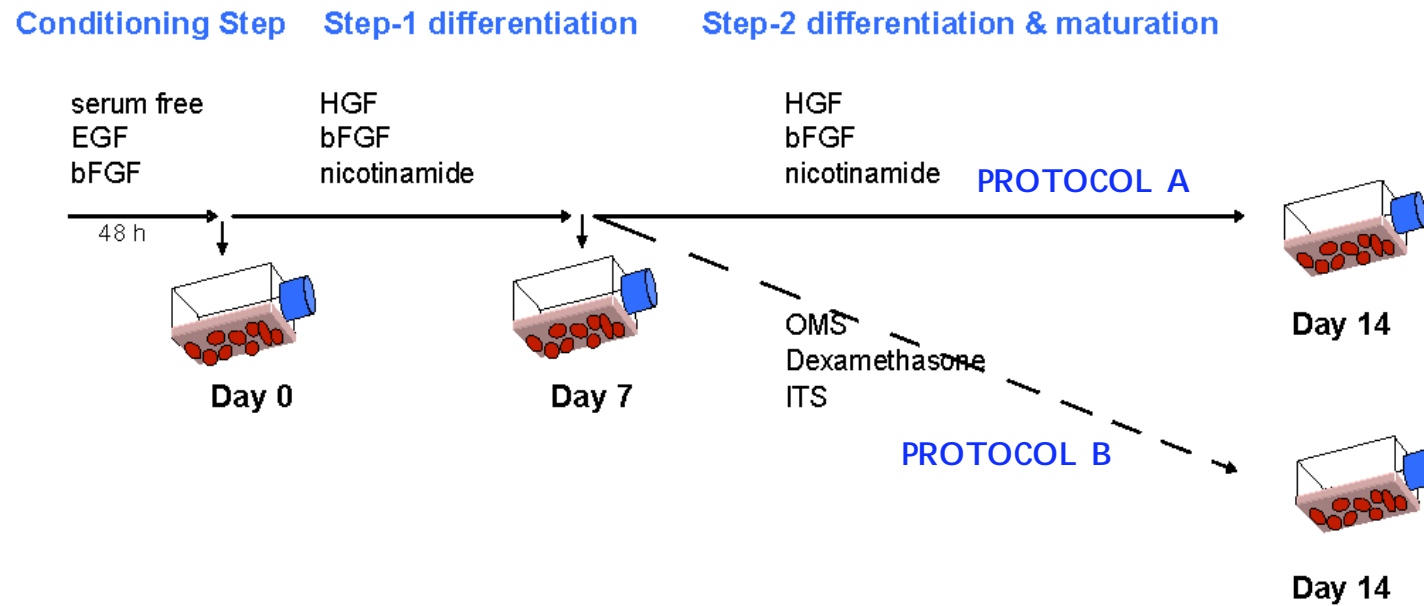 Conditioning Step
Step-1 differentiation
Step-2 differentiation & maturation
serum free
EGF
bFGF
HGF
bFGF
nicotinamide
HGF
bFGF
nicotinamide
PROTOCOL A
48 h
Day 0
Day 7
Day 14
OMS
Dexamethasone
ITS
PROTOCOL B
Day 14